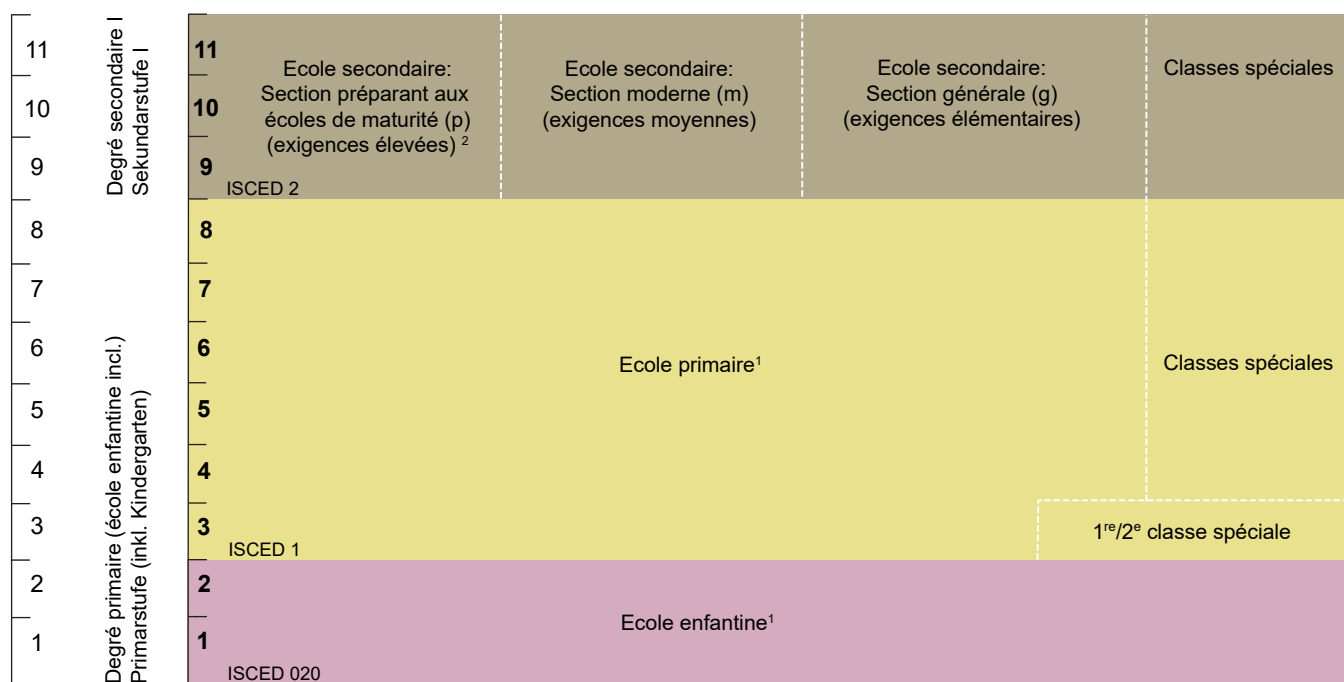 11
10
9
8
7
6
5
4
3
2
1
Degré secondaire I
Sekundarstufe I
Degré primaire (école enfantine incl.)
Primarstufe (inkl. Kindergarten)
11
10
9
8
7
6
5
4
3
2
1
Ecole secondaire:
Section préparant aux
écoles de maturité (p)
(exigences élevées) ²
ISCED 2
Ecole secondaire:
Section moderne (m)
(exigences moyennes)
Ecole secondaire:
Section générale (g)
(exigences élémentaires)
Classes spéciales
Ecole primaire¹
Classes spéciales
1ʳᵉ/2ᵉ classe spéciale
ISCED 1
Ecole enfantine¹
ISCED 020